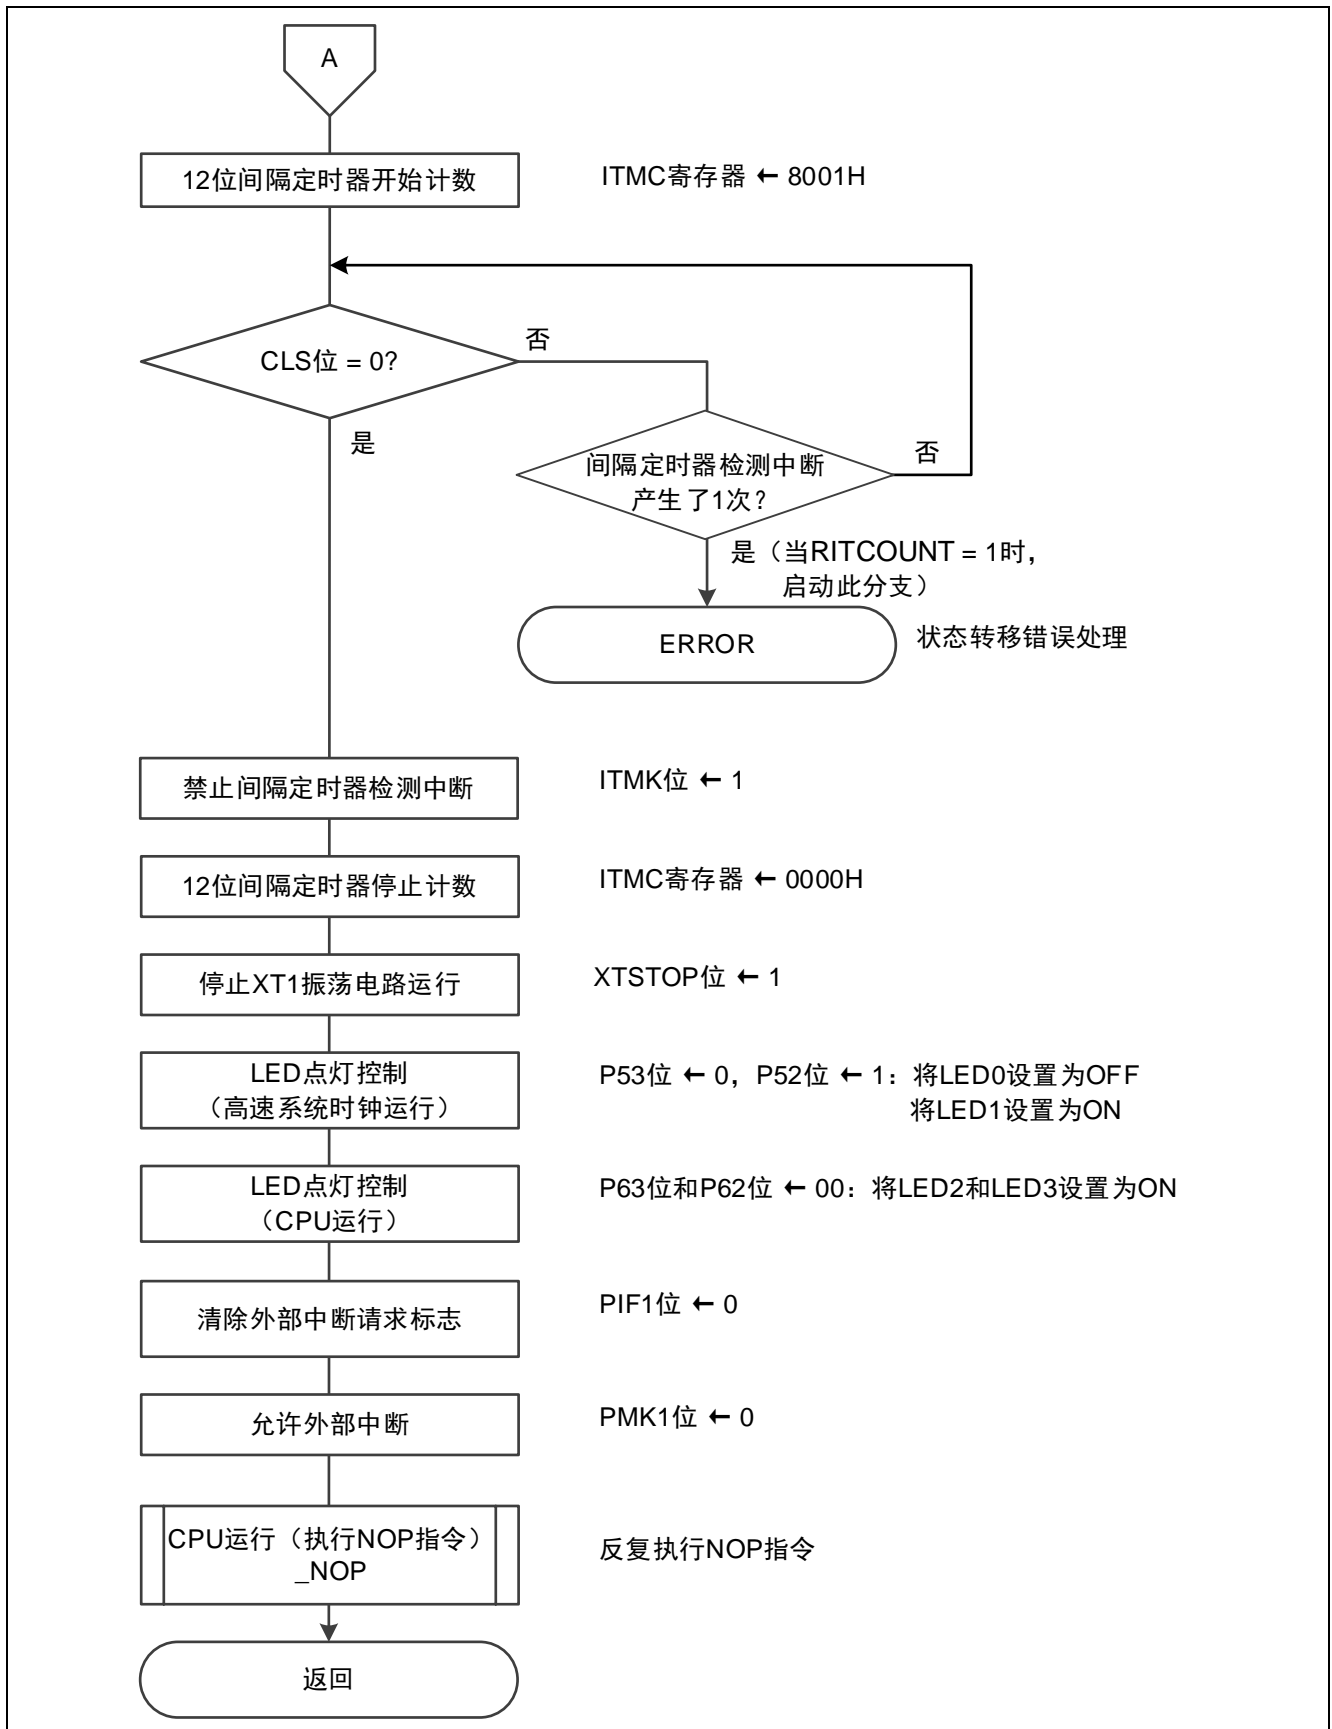 A
12位间隔定时器开始计数
ITMC寄存器 ← 8001H
CLS位 = 0?
否
是
间隔定时器检测中断
产生了1次？
否
是（当RITCOUNT = 1时，
启动此分支）
ERROR
状态转移错误处理
禁止间隔定时器检测中断
ITMK位 ← 1
12位间隔定时器停止计数
ITMC寄存器 ← 0000H
停止XT1振荡电路运行
XTSTOP位 ← 1
LED点灯控制
（高速系统时钟运行）
P53位 ← 0，P52位 ← 1：将LED0设置为OFF
将LED1设置为ON
LED点灯控制
（CPU运行）
P63位和P62位 ← 00：将LED2和LED3设置为ON
清除外部中断请求标志
PIF1位 ← 0
允许外部中断
PMK1位 ← 0
CPU运行（执行NOP指令）
_NOP
反复执行NOP指令
返回